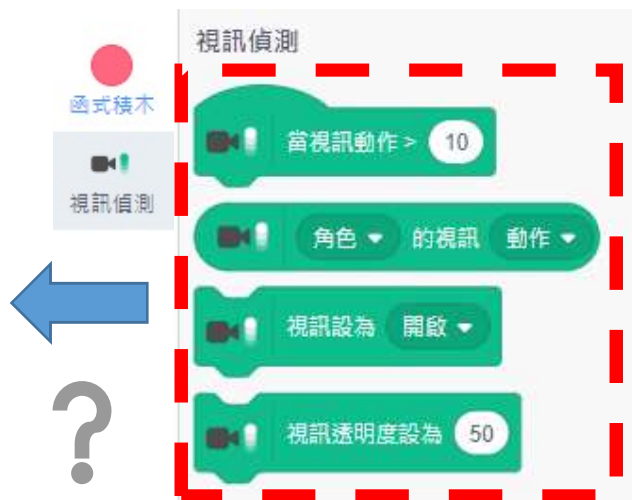 視訊偵測
函式積木
視訊偵測
當視訊動作 > 10
角色 的視訊 動作
視訊設為 開啟
視訊透明度設為 50
?